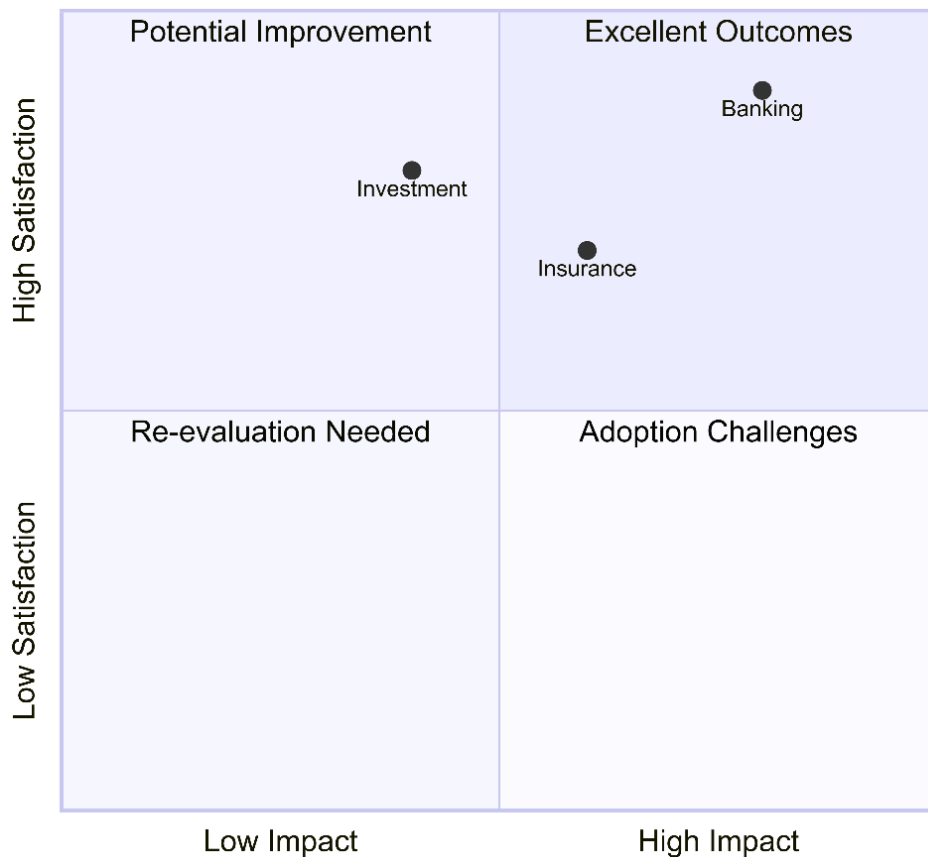 Potential Improvement
Excellent Outcomes
Banking
Investment
Insurance
High Satisfaction
Re-evaluation Needed
Adoption Challenges
Low Satisfaction
Low Impact
High Impact